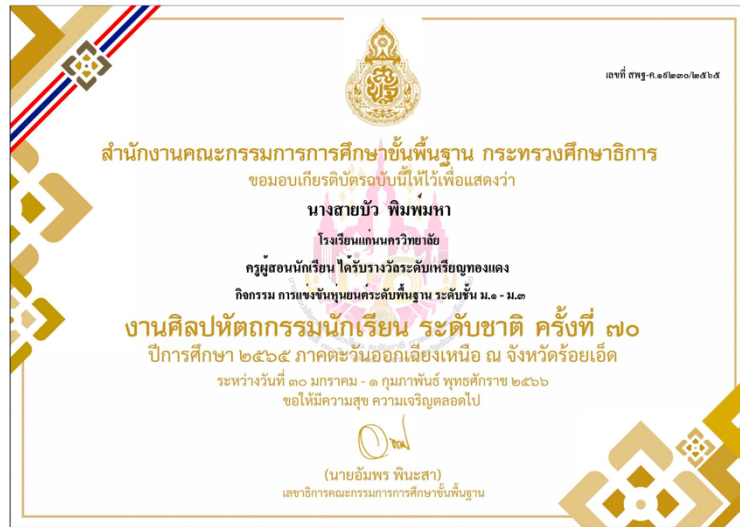 เลขที่ สพฐ-ค.๑๙๒๓๐/๒๕๖๕
สำนักงานคณะกรรมการการศึกษาขั้นพื้นฐาน กระทรวงศึกษาธิการ
ขอมอบเกียรติบัตรฉบับนี้ให้ไว้เพื่อแสดงว่า
นางสายบัว พิมพ์มหา
โรงเรียนแก่นนครวิทยาลัย
ครูผู้สอนนักเรียน ได้รับรางวัลระดับเหรียญทองแดง
กิจกรรม การแข่งขันหุ่นยนต์ระดับพื้นฐาน ระดับชั้น ม.๑ - ม.๓
งานศิลปหัตถกรรมนักเรียน ระดับชาติ ครั้งที่ ๗๐
ปีการศึกษา ๒๕๖๕ ภาคตะวันออกเฉียงเหนือ ณ จังหวัดร้อยเอ็ด
ระหว่างวันที่ ๓๐ มกราคม - ๑ กุมภาพันธ์ พุทธศักราช ๒๕๖๖
ขอให้มีความสุข ความเจริญตลอดไป
(นายอัมพร พินะสา)
เลขาธิการคณะกรรมการการศึกษาขั้นพื้นฐาน